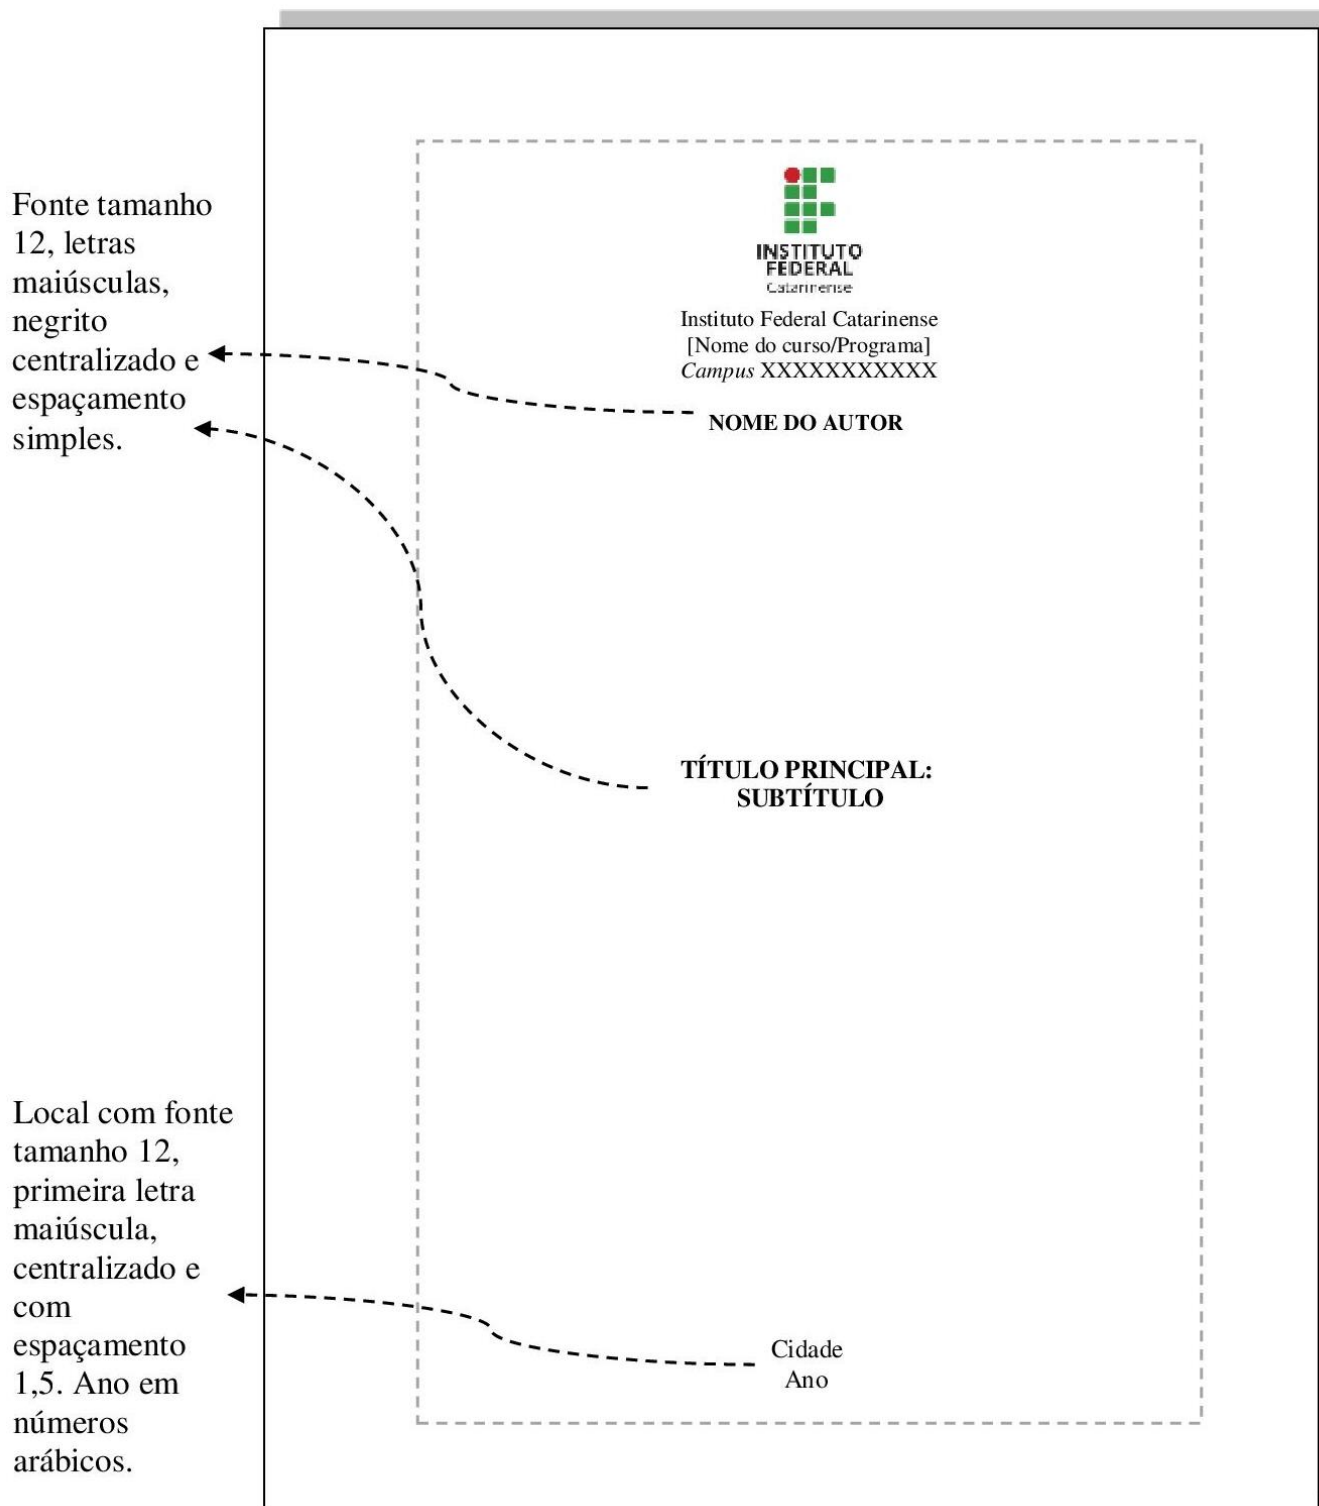 Fonte tamanho
12, letras
maiúsculas,
negrito
centralizado e
espaçamento
simples.
INSTITUTO
FEDERAL
Catarinense
Instituto Federal Catarinense
[Nome do curso/Programa]
Campus XXXXXXXXXXX
NOME DO AUTOR
TÍTULO PRINCIPAL:
SUBTÍTULO
Local com fonte
tamanho 12,
primeira letra
maiúscula,
centralizado e
com
espaçamento
1,5. Ano em
números
arábicos.
Cidade
Ano